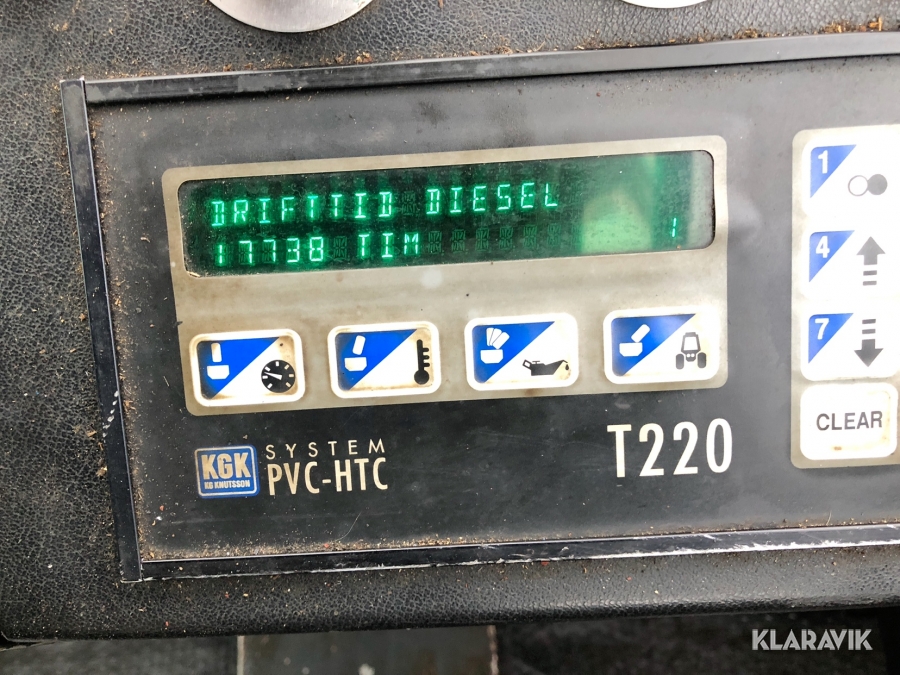 DRIFTTID DIESEL
17738 TIM 1
1
4
7
CLEAR
KGK
KG KNUTSSON
SYSTEM
PVC-HTC
T220
KLARAVIK